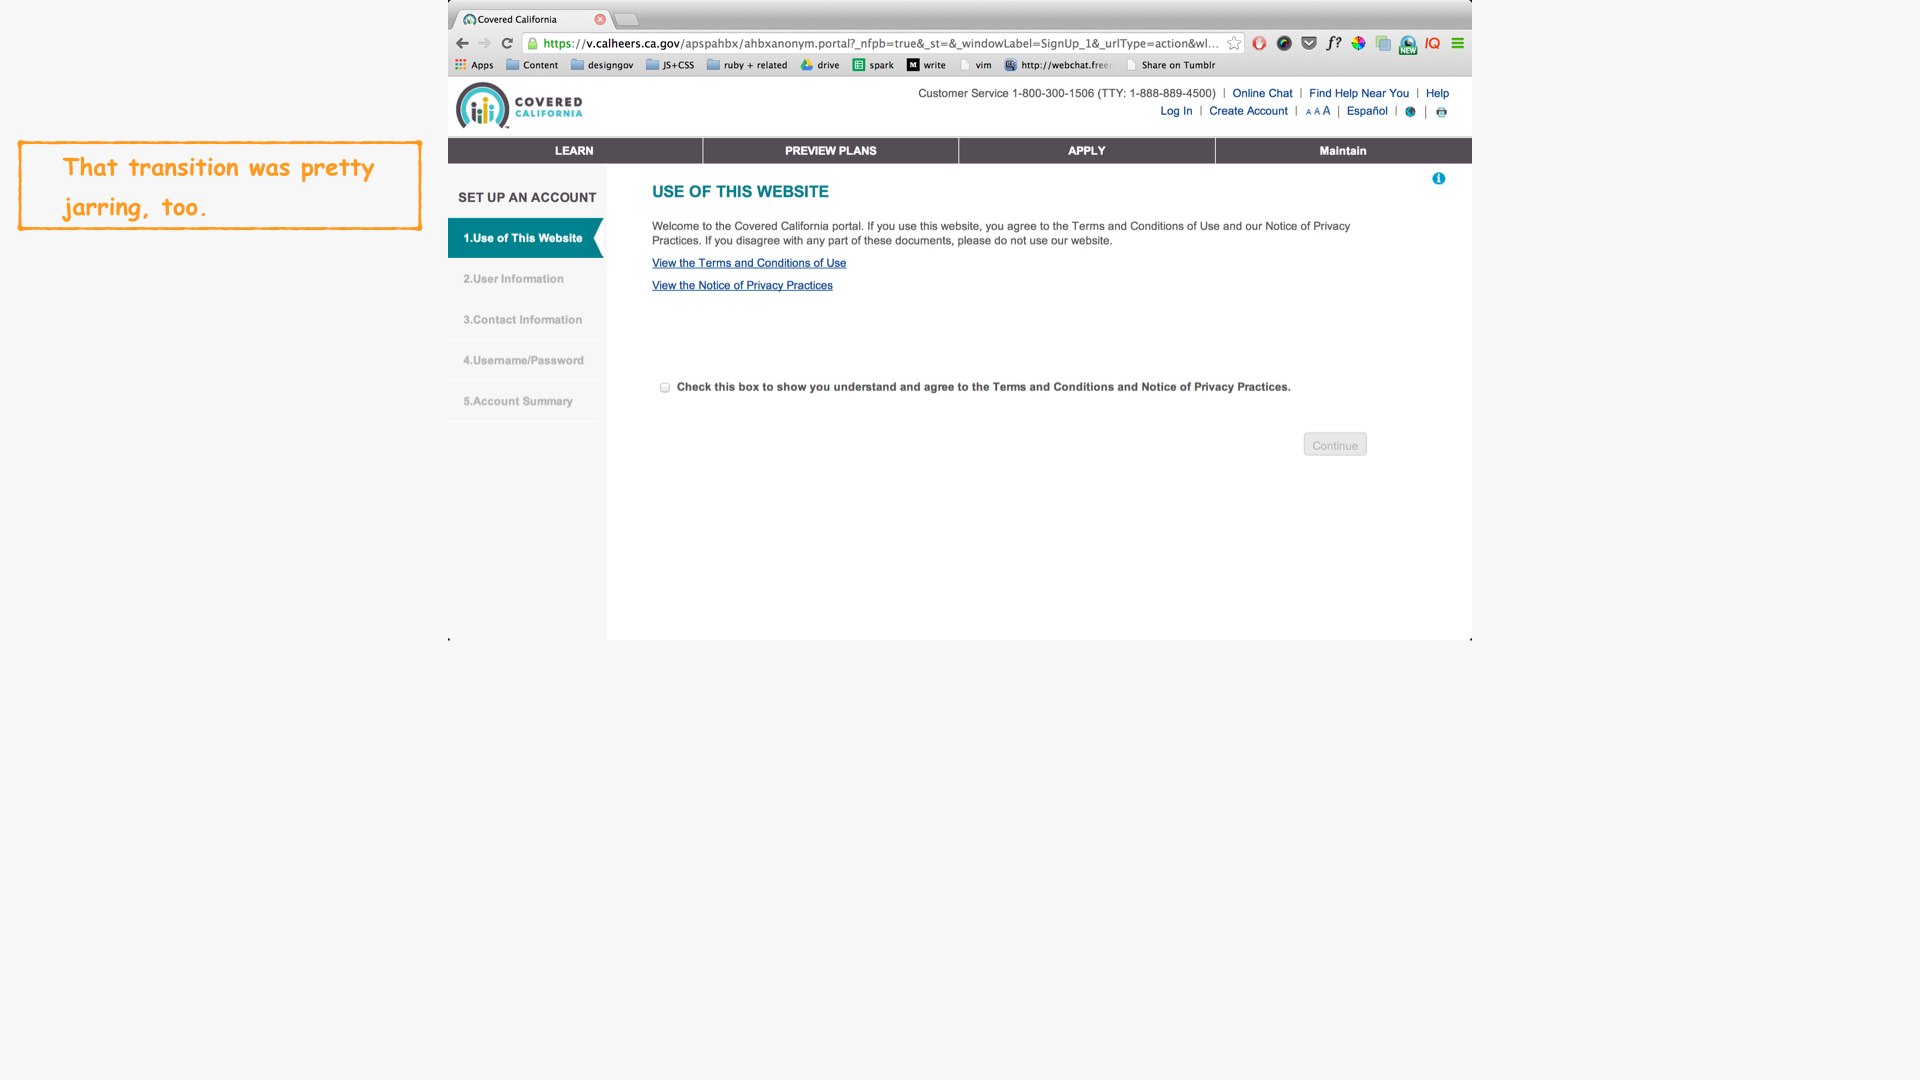 Covered California
https://v.calheers.ca.gov/apspahbx/ahbxanonym.portal?_nfpb=true&_st=&_windowLabel=SignUp_1&_urlType=action&wl...
f?
NEW
IQ
Apps
Content
designgov
JS+CSS
ruby + related
drive
spark
M write
vim
http://webchat.free
Share on Tumblr
COVERED
CALIFORNIA
Customer Service 1-800-300-1506 (TTY: 1-888-889-4500) | Online Chat | Find Help Near You | Help
Log In | Create Account | A A A | Español | |
LEARN
PREVIEW PLANS
APPLY
Maintain
That transition was pretty
jarring, too.
SET UP AN ACCOUNT
1.Use of This Website
2.User Information
3.Contact Information
4.Username/Password
5.Account Summary
USE OF THIS WEBSITE
Welcome to the Covered California portal. If you use this website, you agree to the Terms and Conditions of Use and our Notice of Privacy
Practices. If you disagree with any part of these documents, please do not use our website.
View the Terms and Conditions of Use
View the Notice of Privacy Practices
Check this box to show you understand and agree to the Terms and Conditions and Notice of Privacy Practices.
Continue